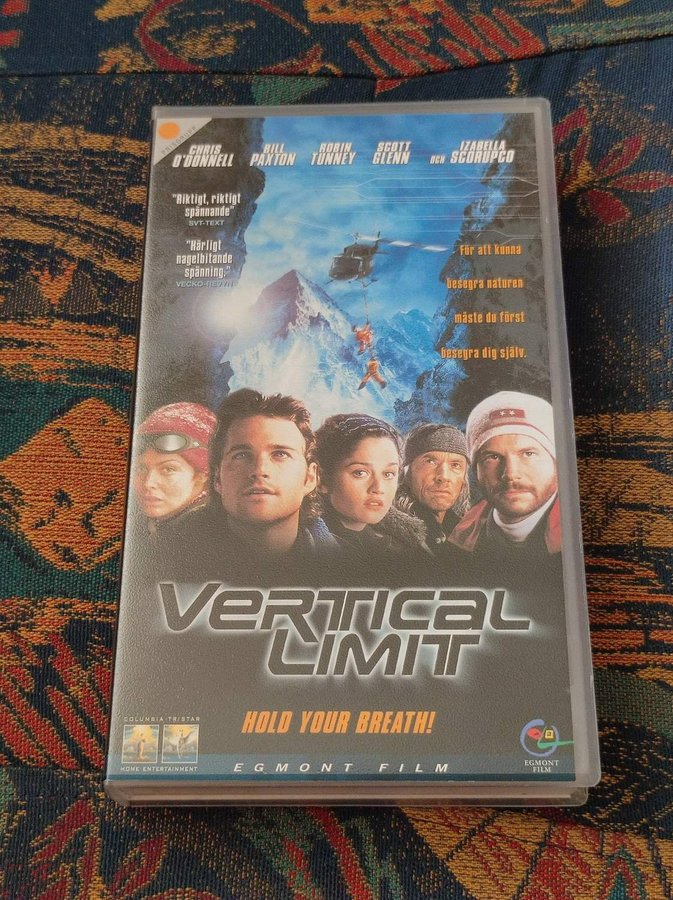 CHRIS
O'DONNELL
BILL
PAXTON
ROBIN
TUNNEY
SCOTT
GLENN
OCH
IZABELLA
SCORUPCO
"Riktigt, riktigt
spännande"
SVT-TEXT
"Härligt
nagelbitande
spänning."
VECKO-REVYN
För att kunna
besegra naturen
måste du först
besegra dig själv.
VERTICAL
LIMIT
HOLD YOUR BREATH!
COLUMBIA TRISTAR
HOME ENTERTAINMENT
EGMONT FILM
EGMONT
FILM